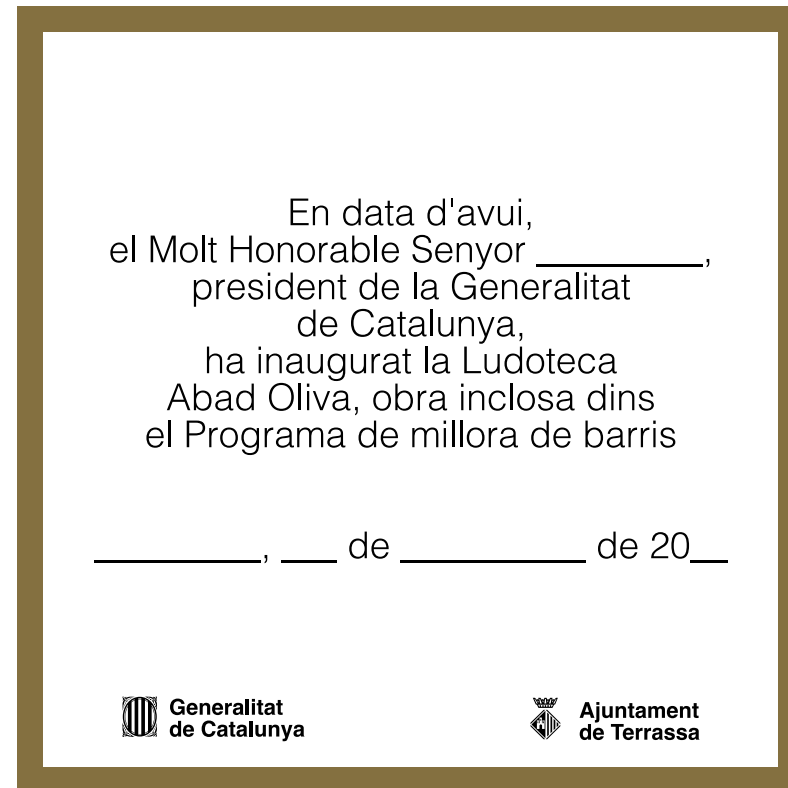 En data d'avui,
el Molt Honorable Senyor _________,
president de la Generalitat
de Catalunya,
ha inaugurat la Ludoteca
Abad Oliva, obra inclosa dins
el Programa de millora de barris
_________, ___ de __________ de 20__
Generalitat
de Catalunya
Ajuntament
de Terrassa